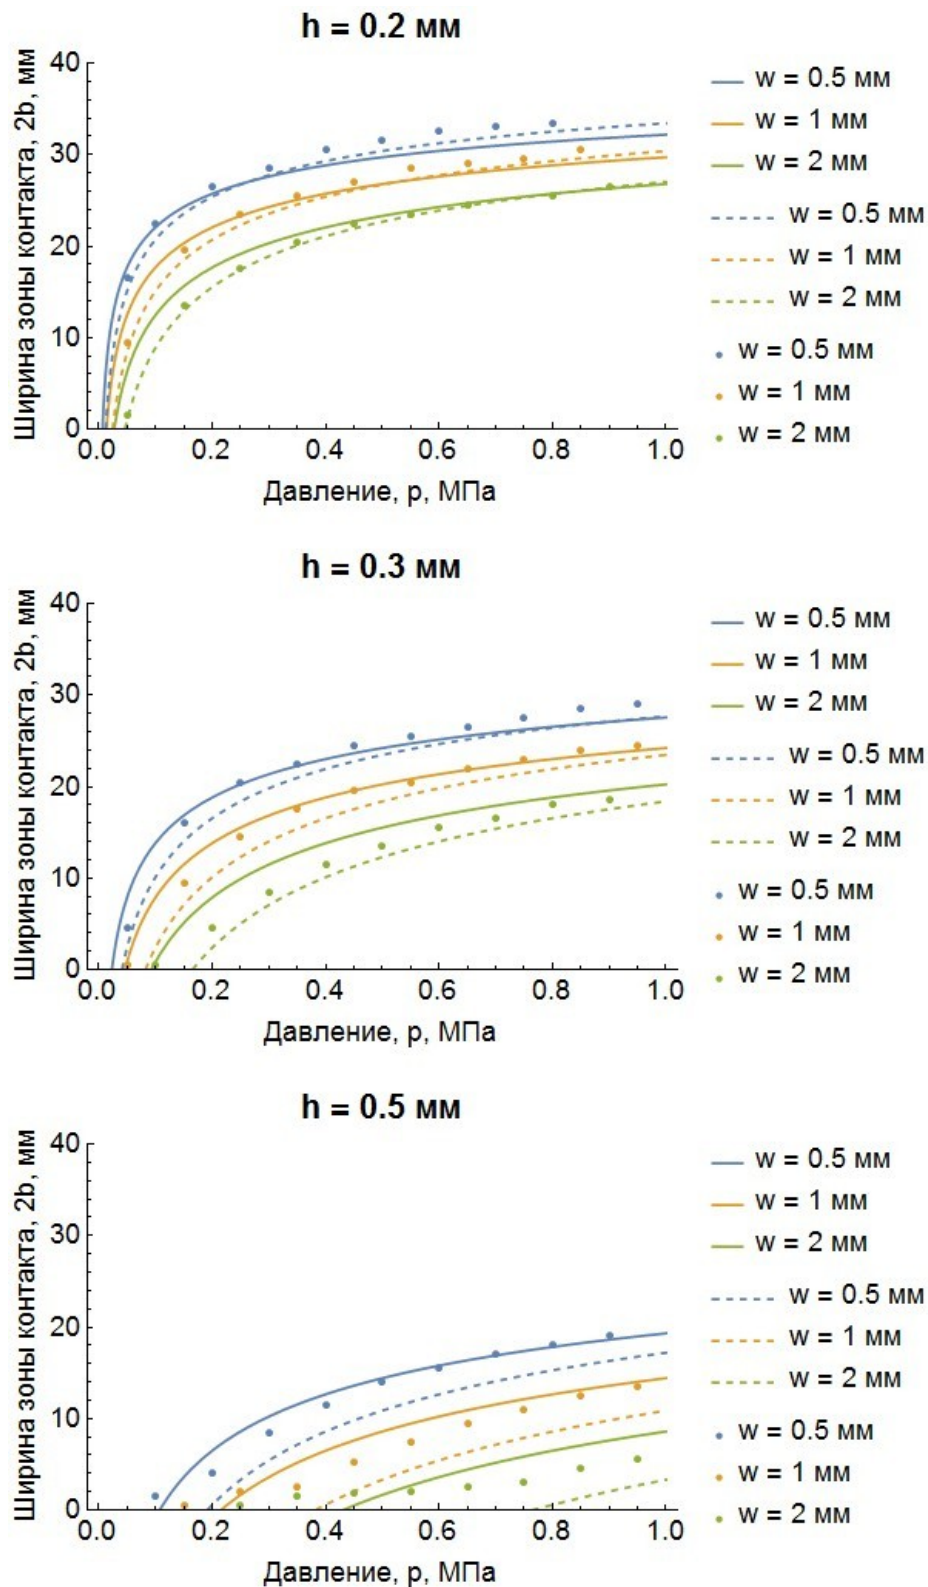 h = 0.2 мм
Ширина зоны контакта, 2b, мм
40
30
20
10
0
0.0 0.2 0.4 0.6 0.8 1.0
Давление, p, МПа
w = 0.5 мм
w = 1 мм
w = 2 мм
w = 0.5 мм
w = 1 мм
w = 2 мм
w = 0.5 мм
w = 1 мм
w = 2 мм
h = 0.3 мм
Ширина зоны контакта, 2b, мм
40
30
20
10
0
0.0 0.2 0.4 0.6 0.8 1.0
Давление, p, МПа
w = 0.5 мм
w = 1 мм
w = 2 мм
w = 0.5 мм
w = 1 мм
w = 2 мм
w = 0.5 мм
w = 1 мм
w = 2 мм
h = 0.5 мм
Ширина зоны контакта, 2b, мм
40
30
20
10
0
0.0 0.2 0.4 0.6 0.8 1.0
Давление, p, МПа
w = 0.5 мм
w = 1 мм
w = 2 мм
w = 0.5 мм
w = 1 мм
w = 2 мм
w = 0.5 мм
w = 1 мм
w = 2 мм